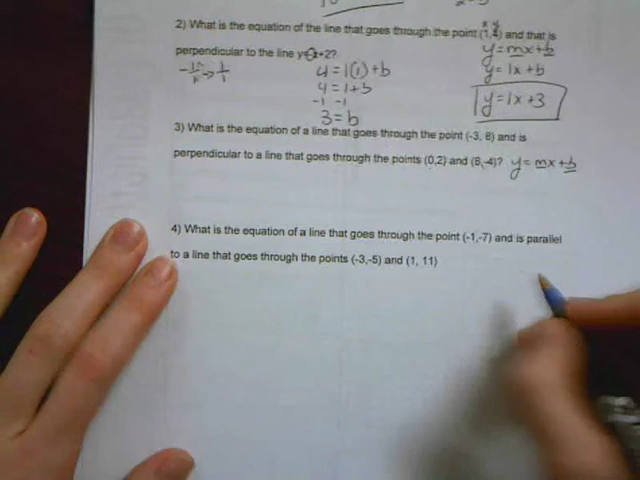 2) What is the equation of the line that goes through the point (1,4) and that is
x y
perpendicular to the line y=-x+2?
y = mx + b
4 = 1(1) + b
y = 1x + b
4 = 1 + b
-1 -1
y = 1x + 3
3 = b
3) What is the equation of a line that goes through the point (-3, 8) and is
perpendicular to a line that goes through the points (0,2) and (8,-4)? y = mx + b
4) What is the equation of a line that goes through the point (-1,-7) and is parallel
to a line that goes through the points (-3,-5) and (1, 11)